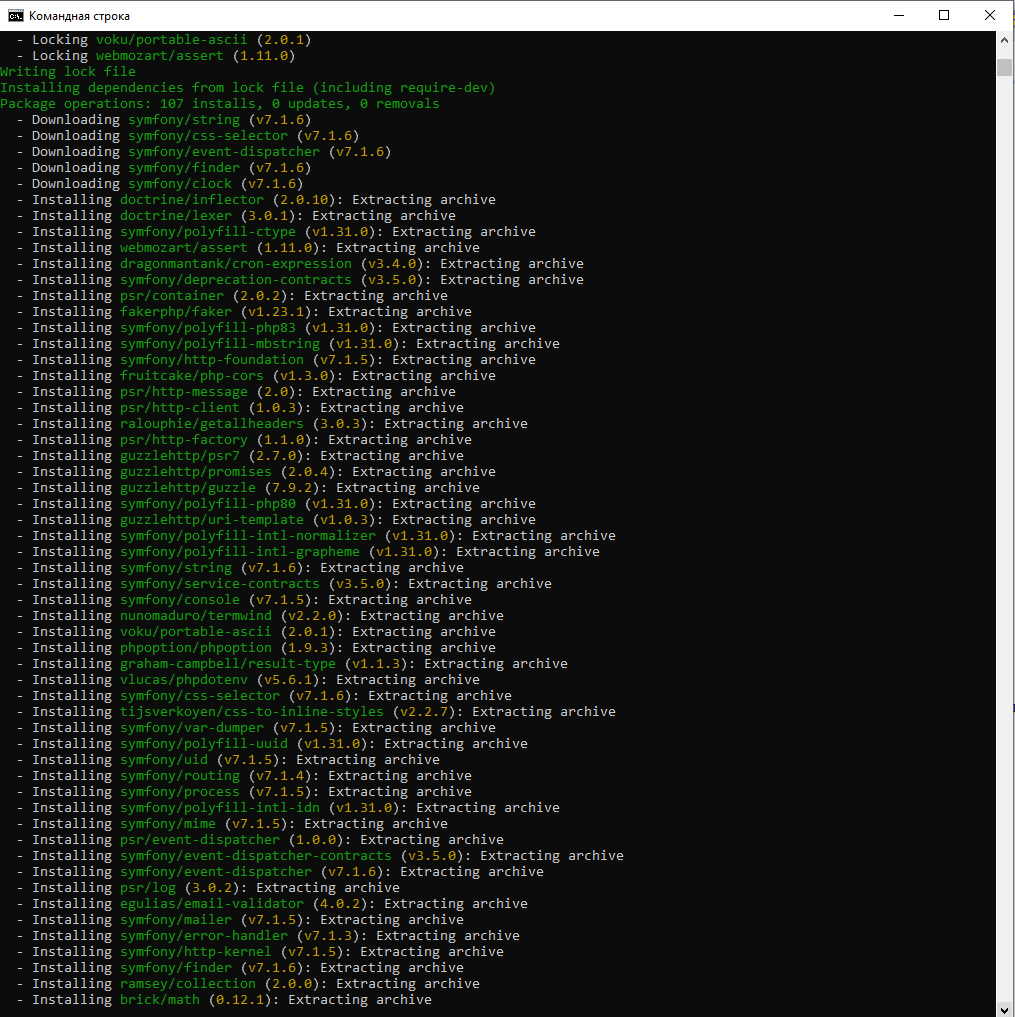 Командная строка
- Locking voku/portable-ascii (2.0.1)
- Locking webmozart/assert (1.11.0)
Writing lock file
Installing dependencies from lock file (including require-dev)
Package operations: 107 installs, 0 updates, 0 removals
- Downloading symfony/string (v7.1.6)
- Downloading symfony/css-selector (v7.1.6)
- Downloading symfony/event-dispatcher (v7.1.6)
- Downloading symfony/finder (v7.1.6)
- Downloading symfony/clock (v7.1.6)
- Installing doctrine/inflector (2.0.10): Extracting archive
- Installing doctrine/lexer (3.0.1): Extracting archive
- Installing symfony/polyfill-ctype (v1.31.0): Extracting archive
- Installing webmozart/assert (1.11.0): Extracting archive
- Installing dragonmantank/cron-expression (v3.4.0): Extracting archive
- Installing symfony/deprecation-contracts (v3.5.0): Extracting archive
- Installing psr/container (2.0.2): Extracting archive
- Installing fakerphp/faker (v1.23.1): Extracting archive
- Installing symfony/polyfill-php83 (v1.31.0): Extracting archive
- Installing symfony/polyfill-mbstring (v1.31.0): Extracting archive
- Installing symfony/http-foundation (v7.1.5): Extracting archive
- Installing fruitcake/php-cors (v1.3.0): Extracting archive
- Installing psr/http-message (2.0): Extracting archive
- Installing psr/http-client (1.0.3): Extracting archive
- Installing ralouphie/getallheaders (3.0.3): Extracting archive
- Installing psr/http-factory (1.1.0): Extracting archive
- Installing guzzlehttp/psr7 (2.7.0): Extracting archive
- Installing guzzlehttp/promises (2.0.4): Extracting archive
- Installing guzzlehttp/guzzle (7.9.2): Extracting archive
- Installing symfony/polyfill-php80 (v1.31.0): Extracting archive
- Installing guzzlehttp/uri-template (v1.0.3): Extracting archive
- Installing symfony/polyfill-intl-normalizer (v1.31.0): Extracting archive
- Installing symfony/polyfill-intl-grapheme (v1.31.0): Extracting archive
- Installing symfony/string (v7.1.6): Extracting archive
- Installing symfony/service-contracts (v3.5.0): Extracting archive
- Installing symfony/console (v7.1.5): Extracting archive
- Installing nunomaduro/termwind (v2.2.0): Extracting archive
- Installing voku/portable-ascii (2.0.1): Extracting archive
- Installing phpoption/phpoption (1.9.3): Extracting archive
- Installing graham-campbell/result-type (v1.1.3): Extracting archive
- Installing vlucas/phpdotenv (v5.6.1): Extracting archive
- Installing symfony/css-selector (v7.1.6): Extracting archive
- Installing tijsverkoyen/css-to-inline-styles (v2.2.7): Extracting archive
- Installing symfony/var-dumper (v7.1.5): Extracting archive
- Installing symfony/polyfill-uuid (v1.31.0): Extracting archive
- Installing symfony/uid (v7.1.5): Extracting archive
- Installing symfony/routing (v7.1.4): Extracting archive
- Installing symfony/process (v7.1.5): Extracting archive
- Installing symfony/polyfill-intl-idn (v1.31.0): Extracting archive
- Installing symfony/mime (v7.1.5): Extracting archive
- Installing psr/event-dispatcher (1.0.0): Extracting archive
- Installing symfony/event-dispatcher-contracts (v3.5.0): Extracting archive
- Installing symfony/event-dispatcher (v7.1.6): Extracting archive
- Installing psr/log (3.0.2): Extracting archive
- Installing egulias/email-validator (4.0.2): Extracting archive
- Installing symfony/mailer (v7.1.5): Extracting archive
- Installing symfony/error-handler (v7.1.3): Extracting archive
- Installing symfony/http-kernel (v7.1.5): Extracting archive
- Installing symfony/finder (v7.1.6): Extracting archive
- Installing ramsey/collection (2.0.0): Extracting archive
- Installing brick/math (0.12.1): Extracting archive